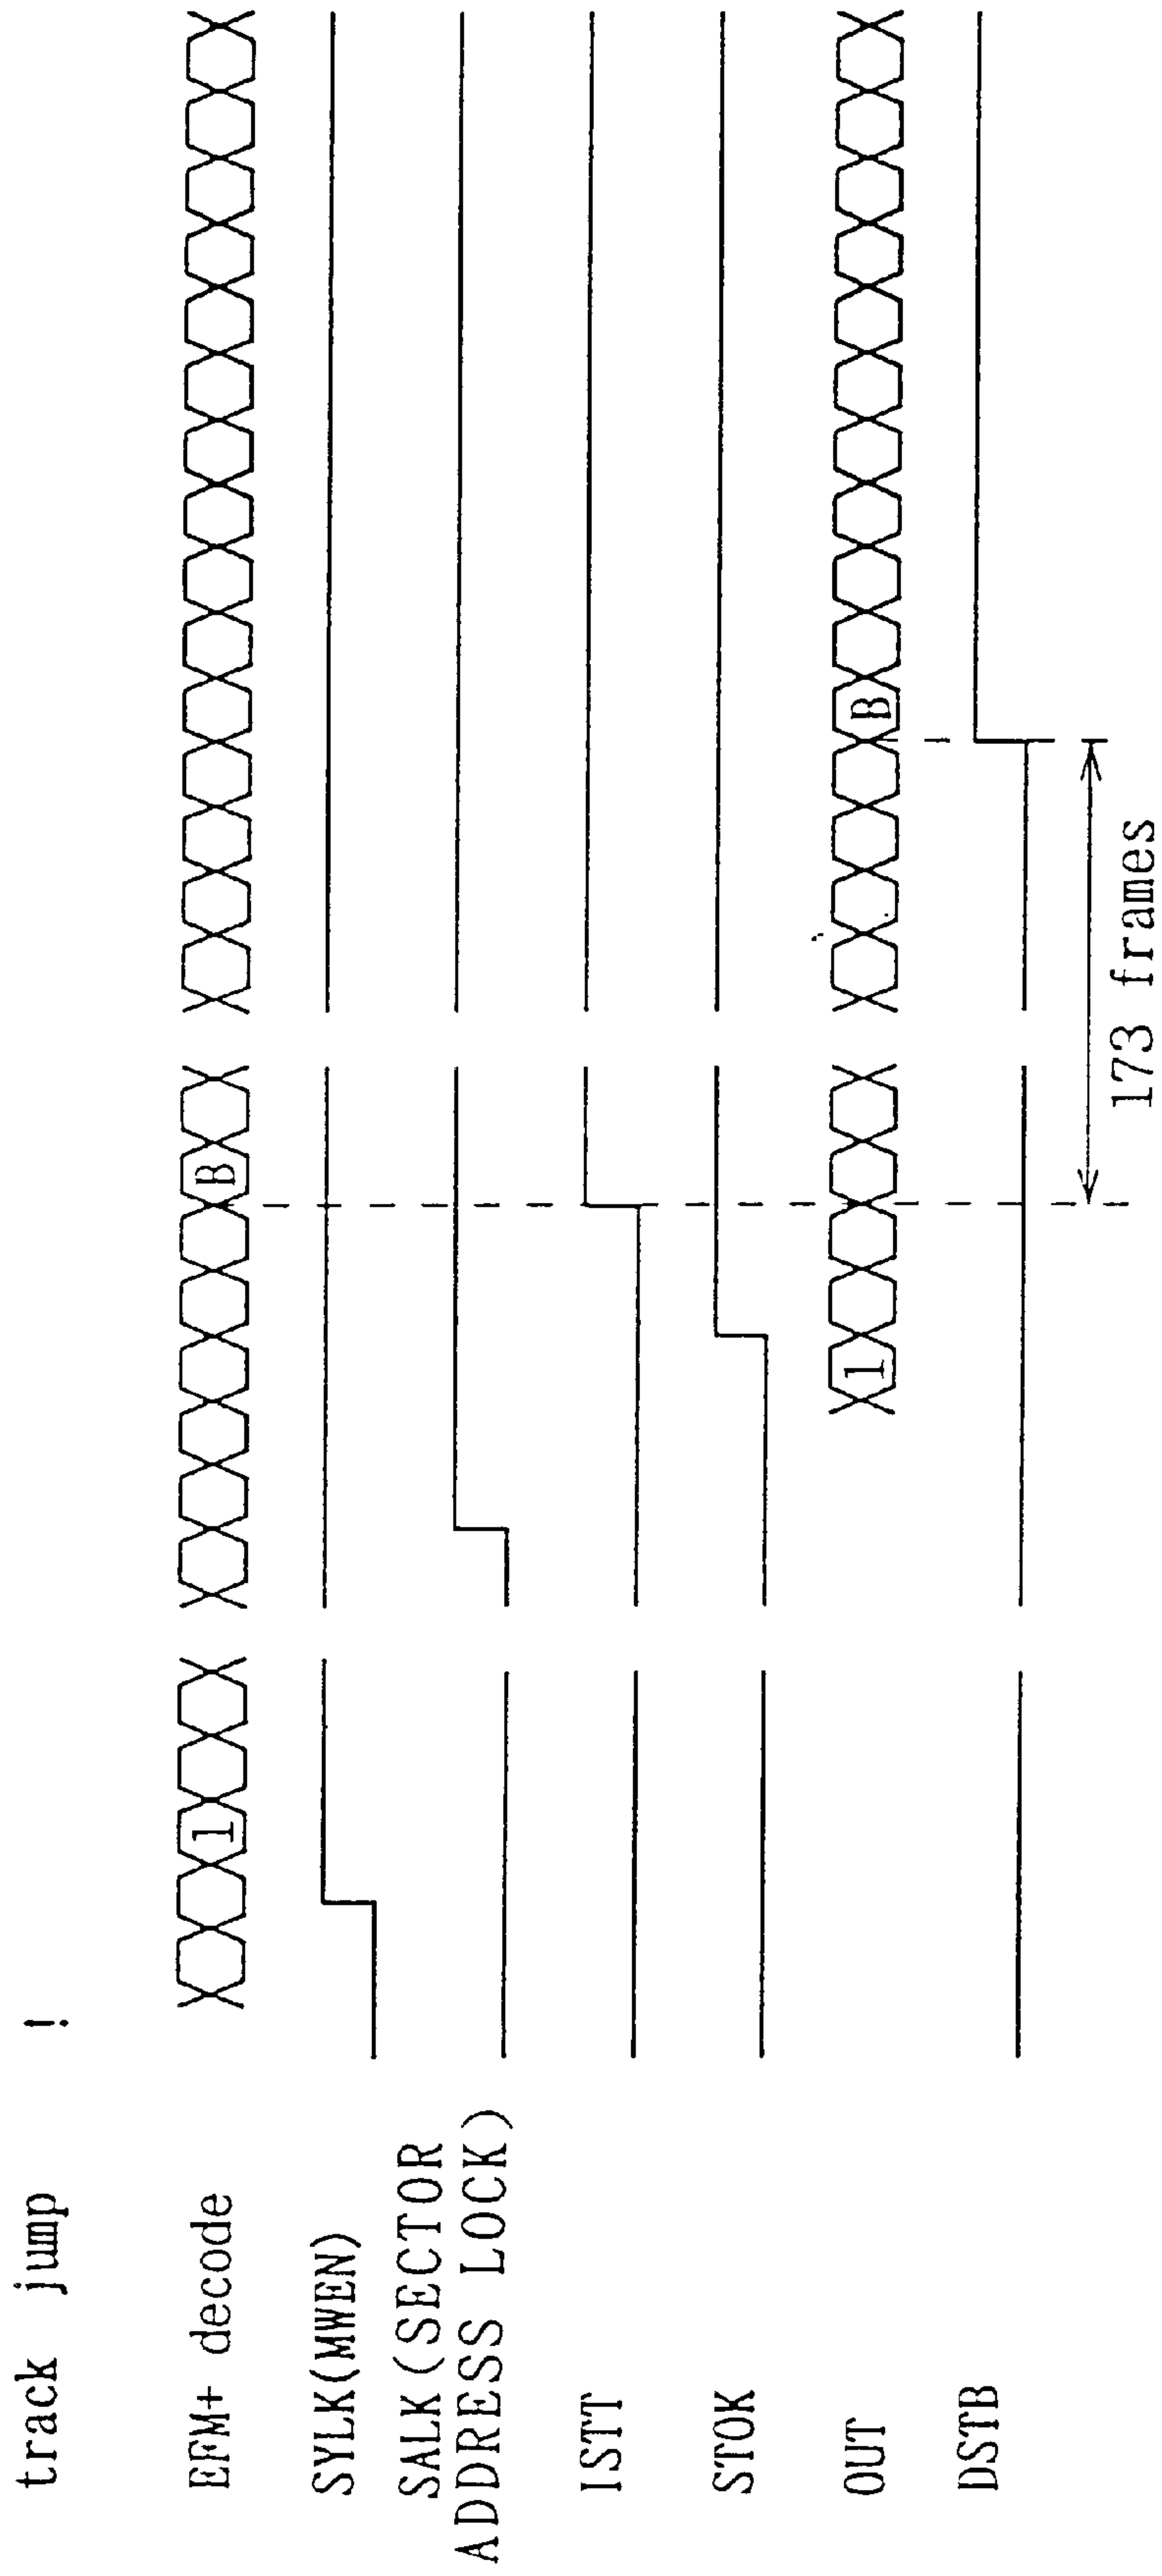 track jump !
EFM+ decode
1
B
SYLK(MWEN)
SALK(SECTOR
ADDRESS LOCK)
ISTT
STOK
OUT
1
B
DSTB
173 frames